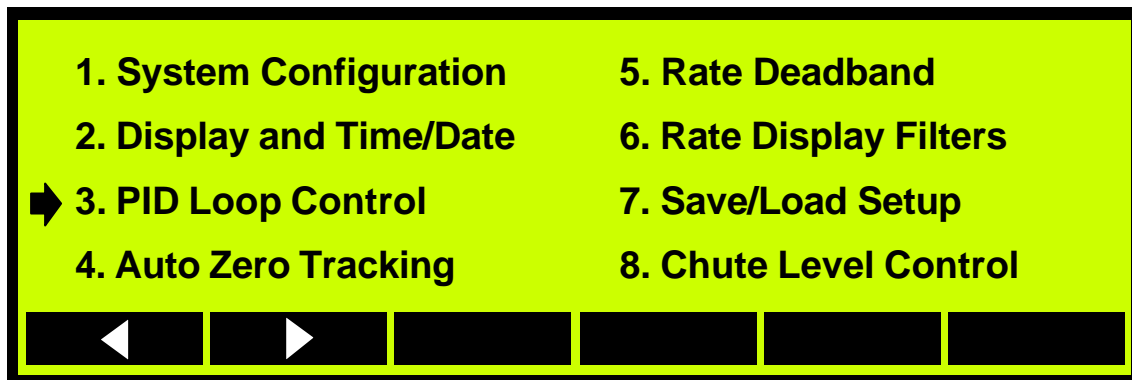 1. System Configuration
2. Display and Time/Date
3. PID Loop Control
4. Auto Zero Tracking
5. Rate Deadband
6. Rate Display Filters
7. Save/Load Setup
8. Chute Level Control